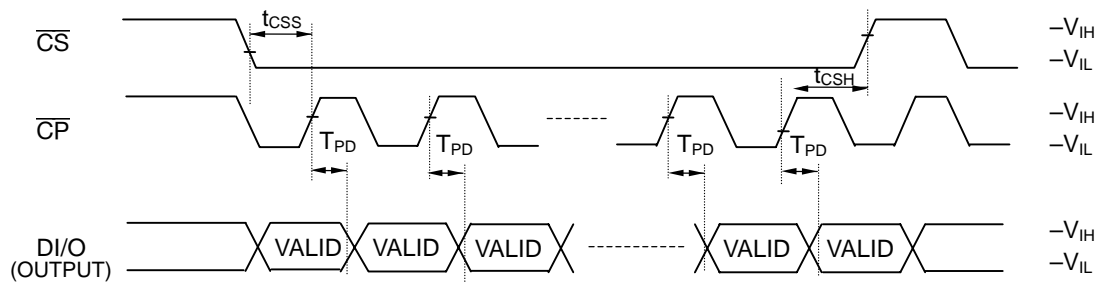 CS tCSS –VIH
–VIL
tCSH
CP TPD TPD TPD TPD –VIH
–VIL
DI/O
(OUTPUT)
VALID VALID VALID VALID VALID
–VIH
–VIL